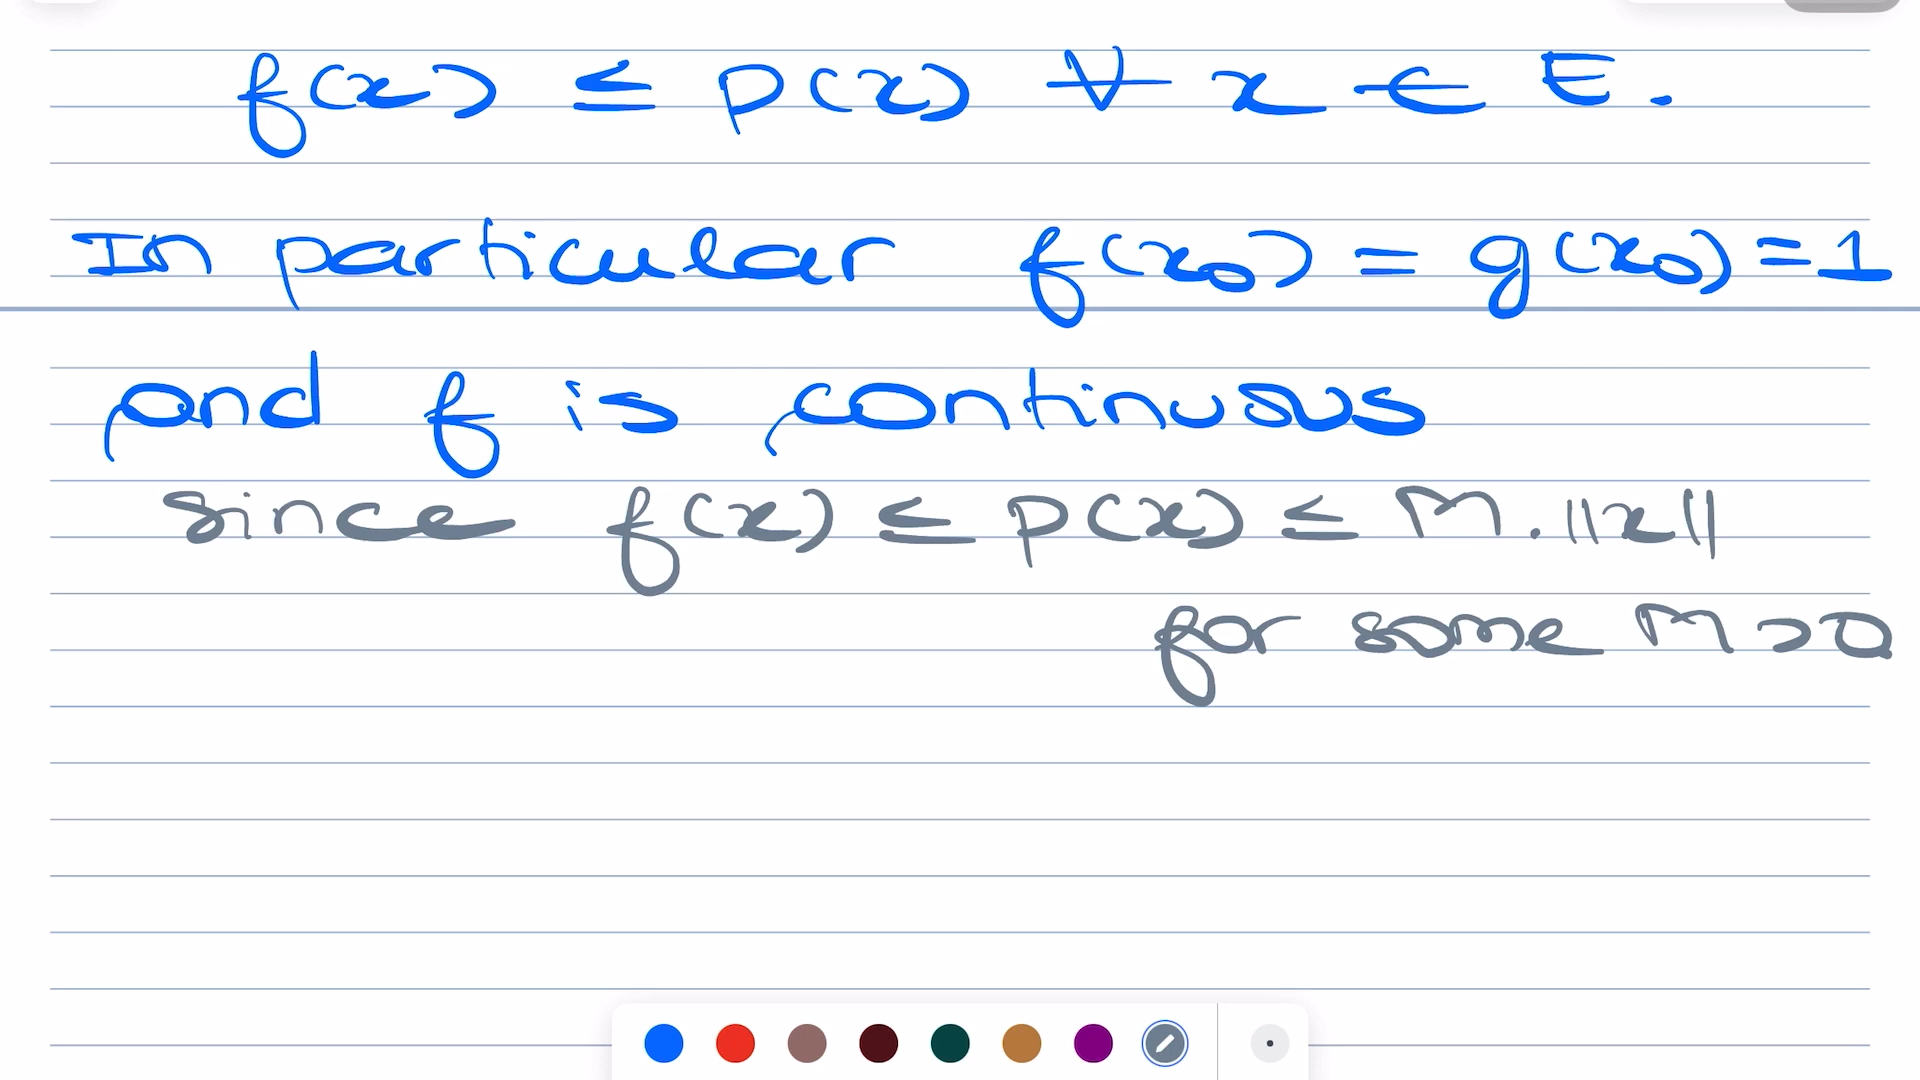 f(x) ≤ p(x) ∀ x ∈ E.
In particular f(x₀) = g(x₀) = 1
and f is continuous
since f(x) ≤ p(x) ≤ M.||x||
for some M>0